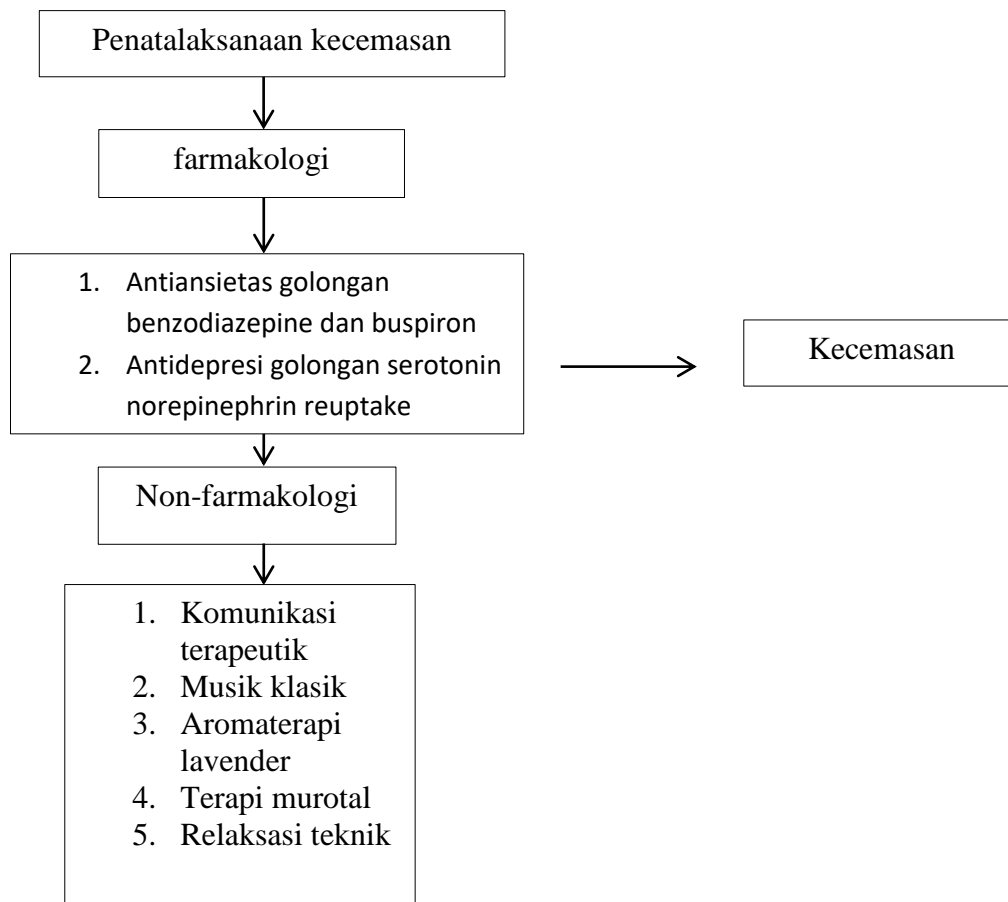 Penatalaksanaan kecemasan
farmakologi
1. Antiansietas golongan
benzodiazepine dan buspiron
2. Antidepresi golongan serotonin
norepinephrin reuptake
Kecemasan
Non-farmakologi
1. Komunikasi
terapeutik
2. Musik klasik
3. Aromaterapi
lavender
4. Terapi murotal
5. Relaksasi teknik